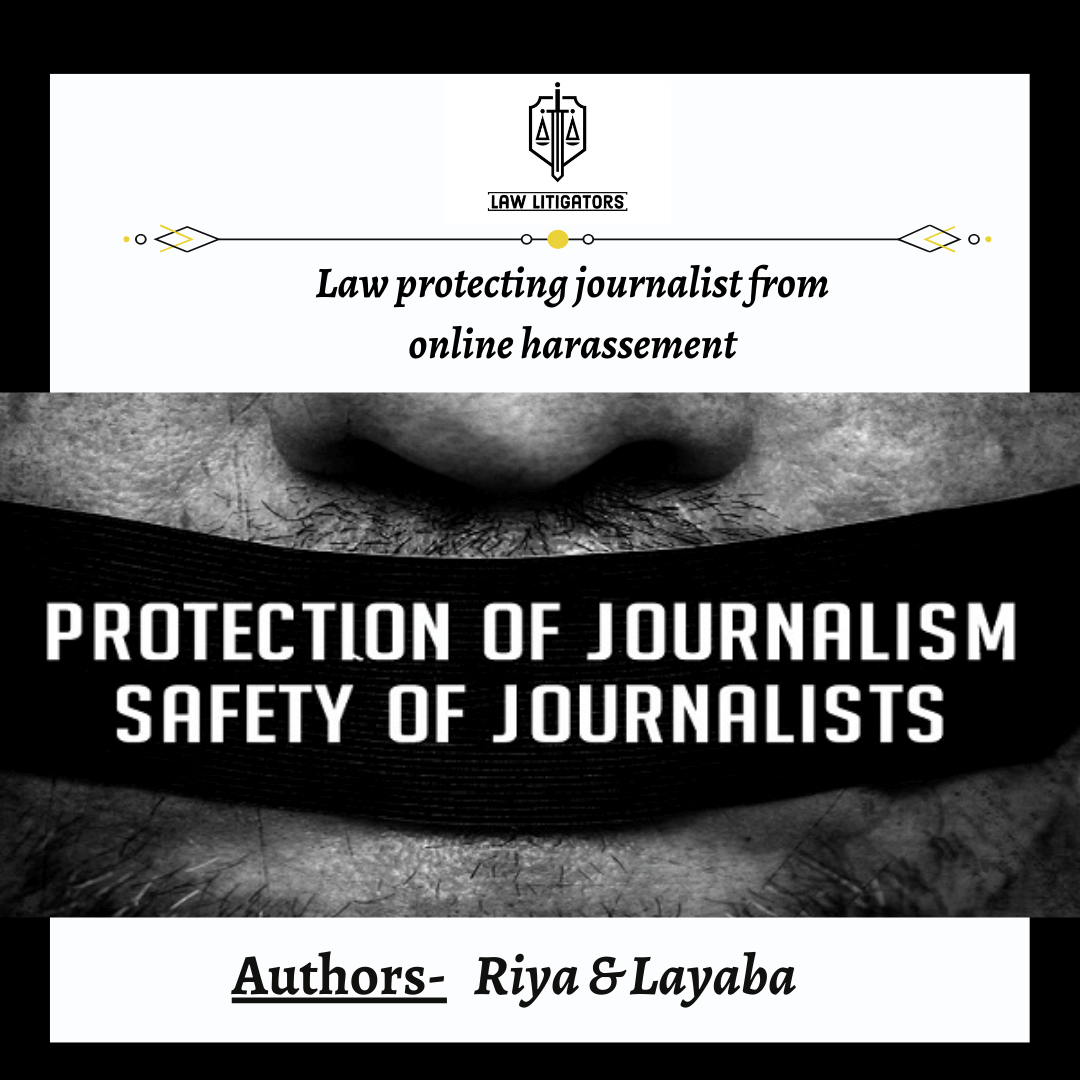 LAW LITIGATORS
Law protecting journalist from
online harassement
PROTECTION OF JOURNALISM
SAFETY OF JOURNALISTS
Authors- Riya & Layaba